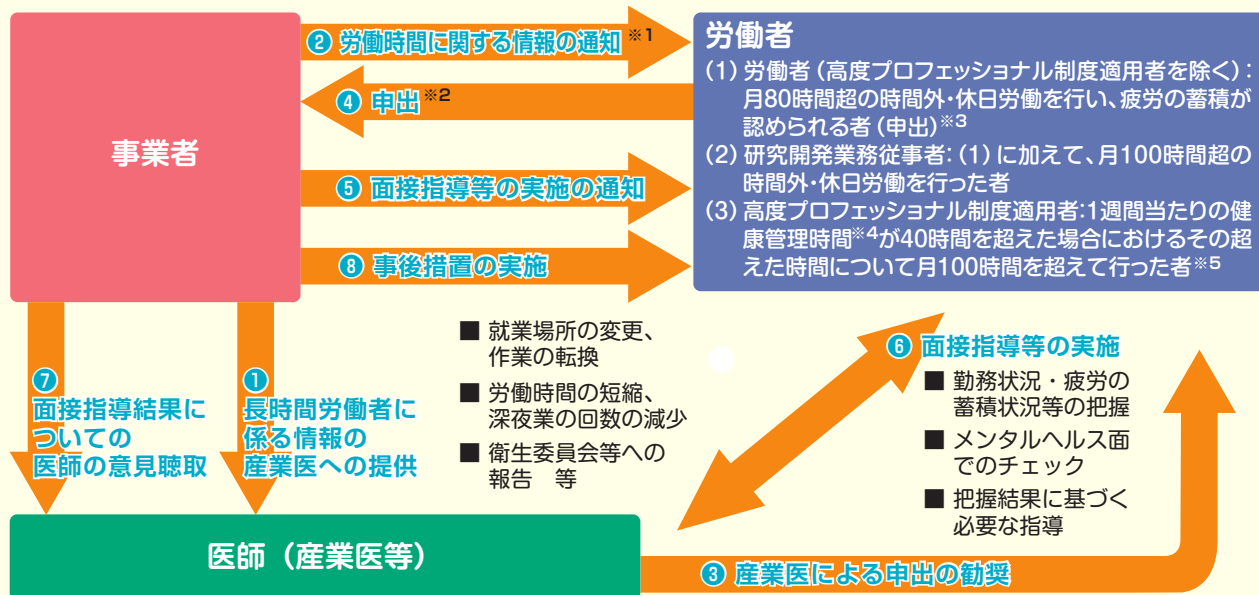 事業者
❷ 労働時間に関する情報の通知※1
❹ 申出※2
❺ 面接指導等の実施の通知
❽ 事後措置の実施
労働者
(1) 労働者(高度プロフェッショナル制度適用者を除く):
月80時間超の時間外・休日労働を行い、疲労の蓄積が
認められる者(申出)※3
(2) 研究開発業務従事者:(1)に加えて、月100時間超の
時間外・休日労働を行った者
(3) 高度プロフェッショナル制度適用者:1週間当たりの健
康管理時間※4が40時間を超えた場合におけるその超
えた時間について月100時間を超えて行った者※5
❼
面接指導結果に
ついての
医師の意見聴取
❶
長時間労働者に
係る情報の
産業医への提供
■ 就業場所の変更、
作業の転換
■ 労働時間の短縮、
深夜業の回数の減少
■ 衛生委員会等への
報告 等
❻ 面接指導等の実施
■ 勤務状況・疲労の
蓄積状況等の把握
■ メンタルヘルス面
でのチェック
■ 把握結果に基づく
必要な指導
医師(産業医等)
❸ 産業医による申出の勧奨